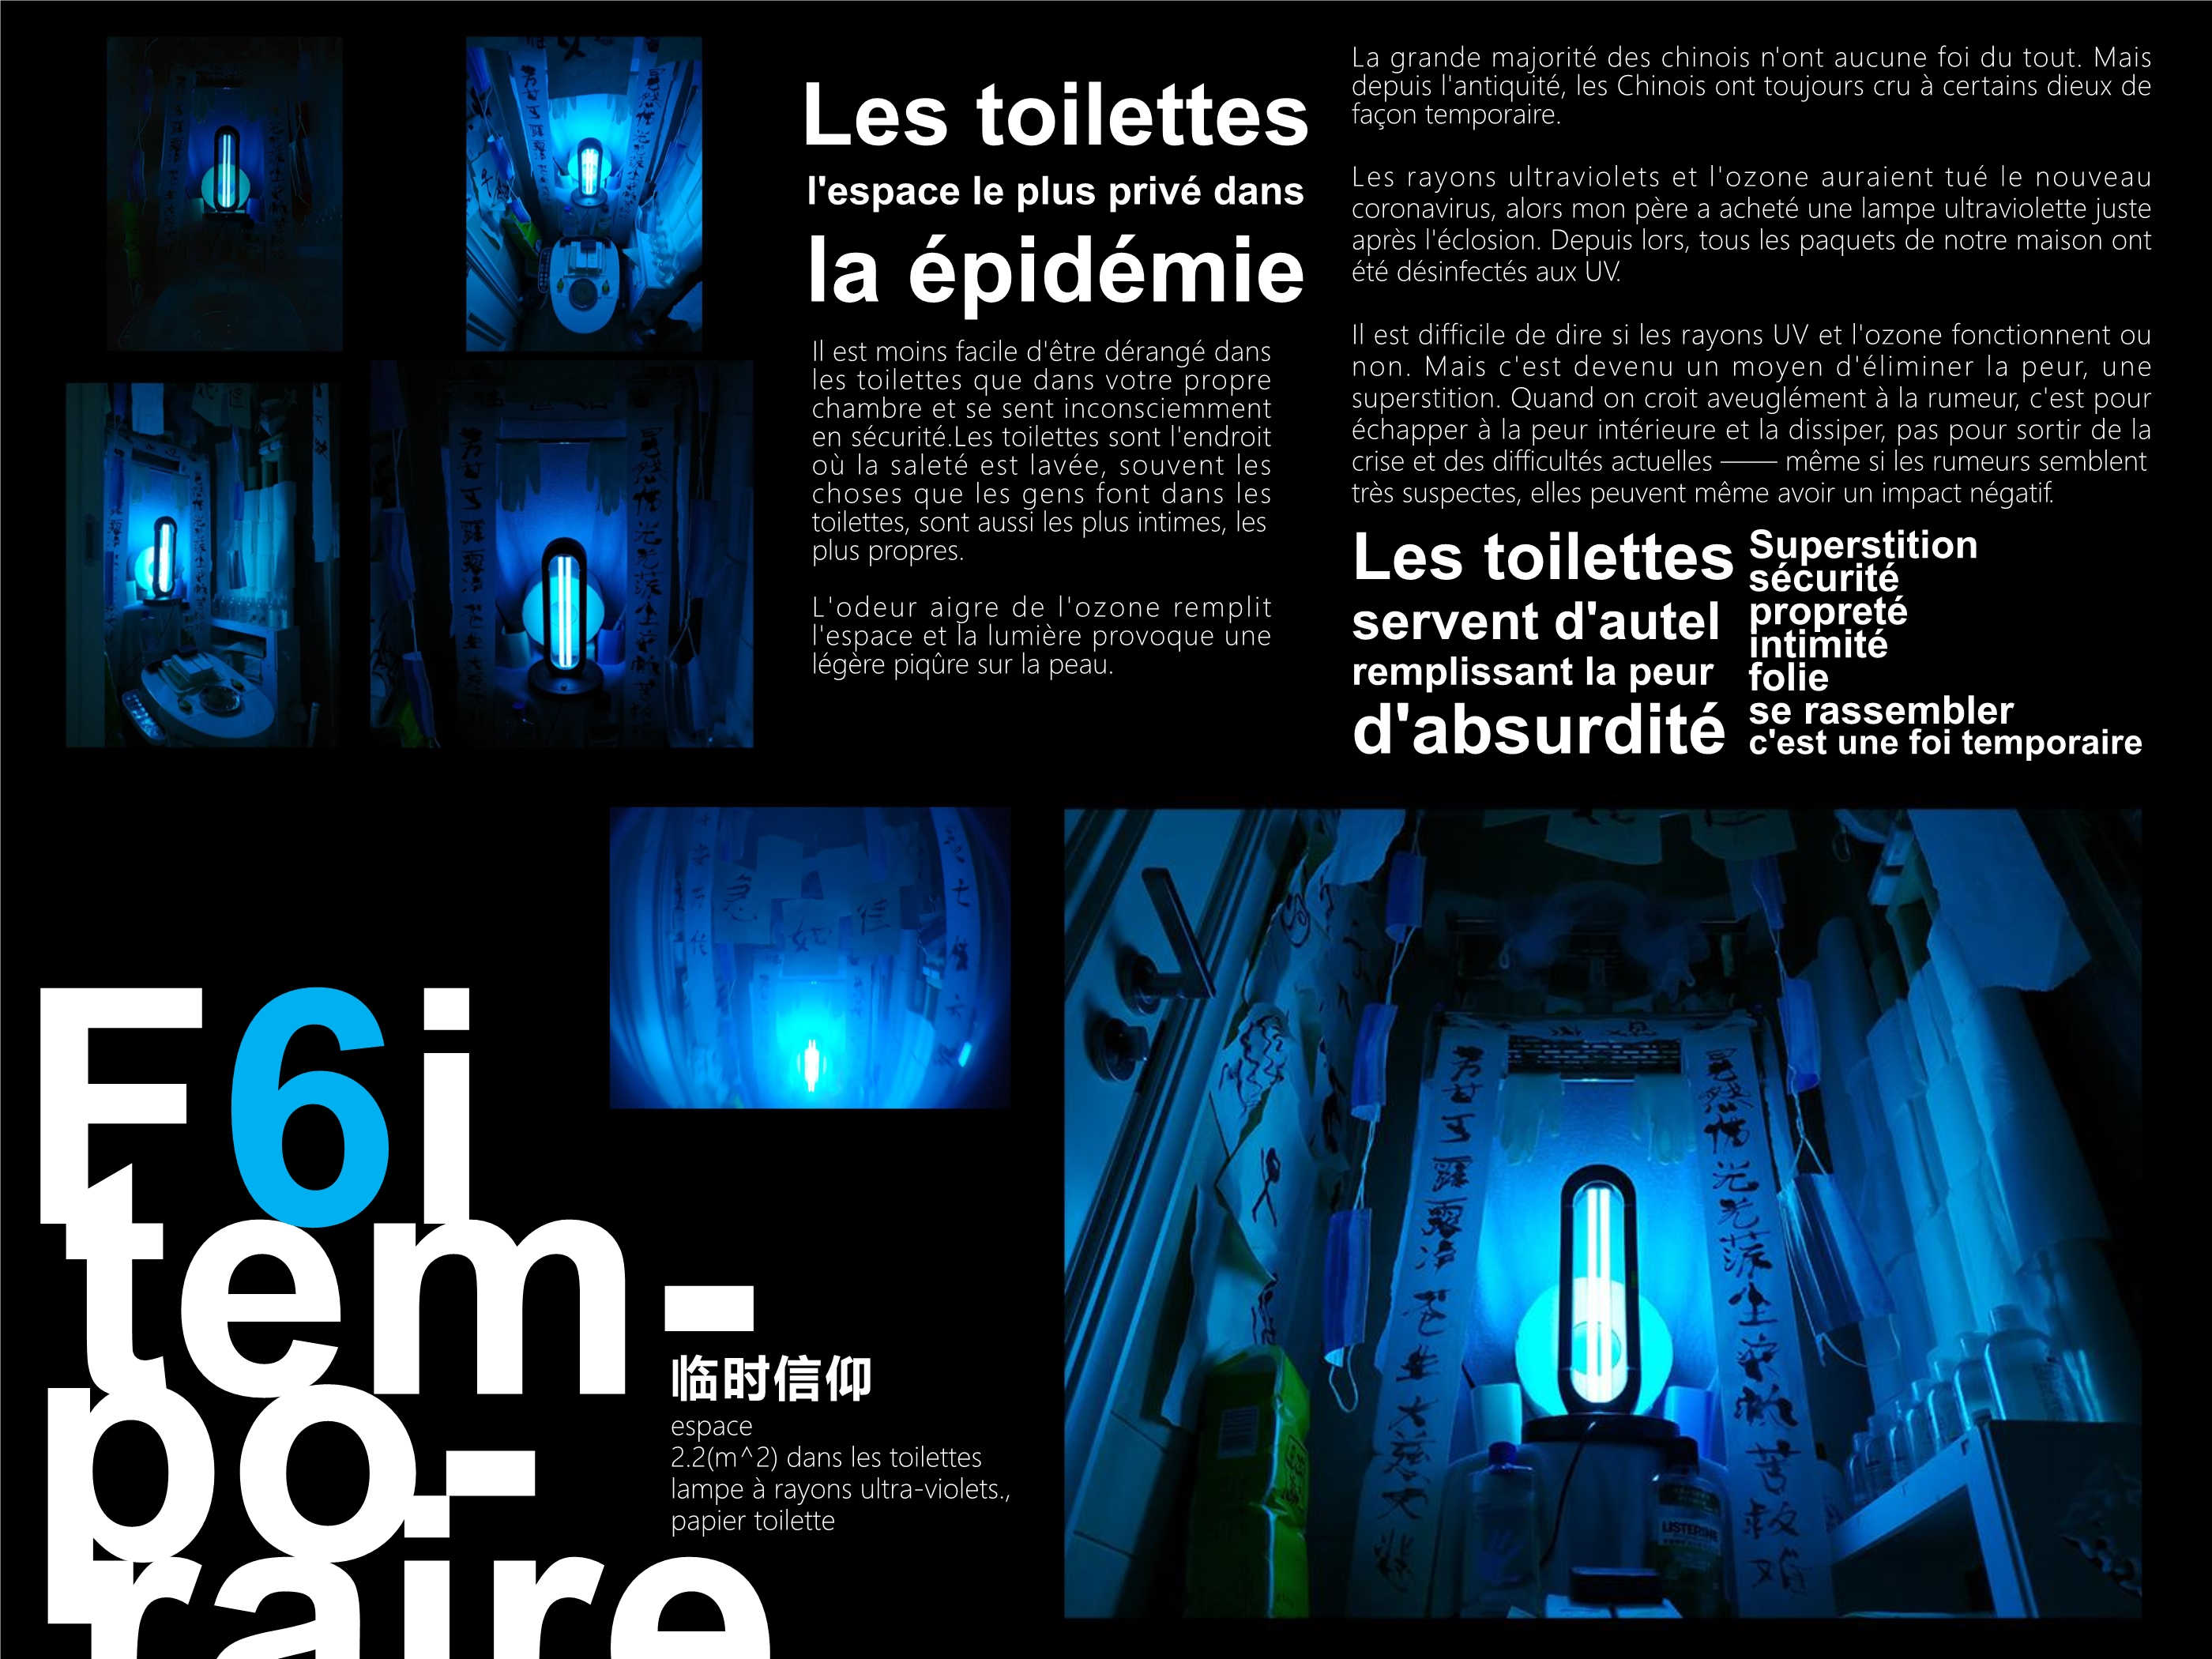 Les toilettes
l'espace le plus privé dans
la épidémie
Il est moins facile d'être dérangé dans
les toilettes que dans votre propre
chambre et se sent inconsciemment
en sécurité.Les toilettes sont l'endroit
où la saleté est lavée, souvent les
choses que les gens font dans les
toilettes, sont aussi les plus intimes, les
plus propres.
L'odeur aigre de l'ozone remplit
l'espace et la lumière provoque une
légère piqûre sur la peau.
La grande majorité des chinois n'ont aucune foi du tout. Mais
depuis l'antiquité, les Chinois ont toujours cru à certains dieux de
façon temporaire.
Les rayons ultraviolets et l'ozone auraient tué le nouveau
coronavirus, alors mon père a acheté une lampe ultraviolette juste
après l'éclosion. Depuis lors, tous les paquets de notre maison ont
été désinfectés aux UV.
Il est difficile de dire si les rayons UV et l'ozone fonctionnent ou
non. Mais c'est devenu un moyen d'éliminer la peur, une
superstition. Quand on croit aveuglément à la rumeur, c'est pour
échapper à la peur intérieure et la dissiper, pas pour sortir de la
crise et des difficultés actuelles —— même si les rumeurs semblent
très suspectes, elles peuvent même avoir un impact négatif.
Les toilettes
servent d'autel
remplissant la peur
d'absurdité
Superstition
sécurité
propreté
intimité
folie
se rassembler
c'est une foi temporaire
F6i
tem-
po-
raire
临时信仰
espace
2.2(m^2) dans les toilettes
lampe à rayons ultra-violets.,
papier toilette
LISTERINE